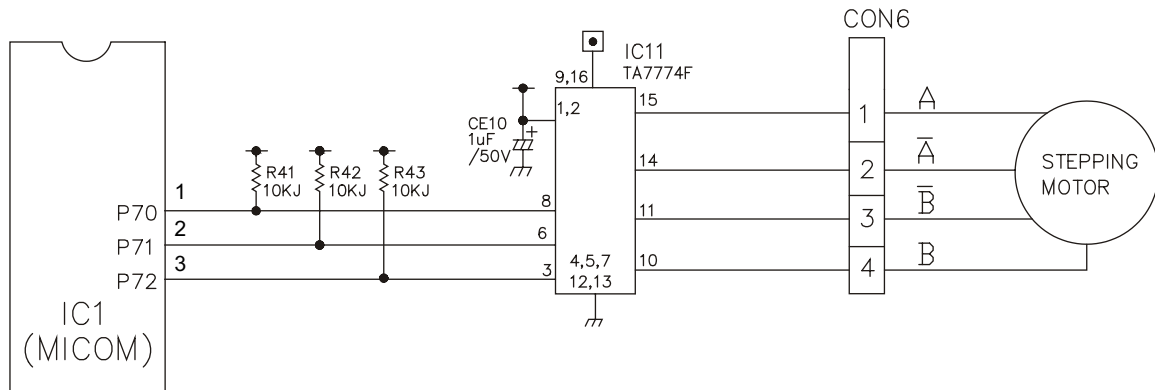 CON6
IC11
TA7774F
9,16
1,2
15
CE10
1uF
/50V
+
R41
10KJ
R42
10KJ
R43
10KJ
1
A
14
2
A̅
STEPPING
MOTOR
P70
1
8
11
3
B̅
P71
2
6
P72
3
3
4,5,7
12,13
10
4
B
IC1
(MICOM)